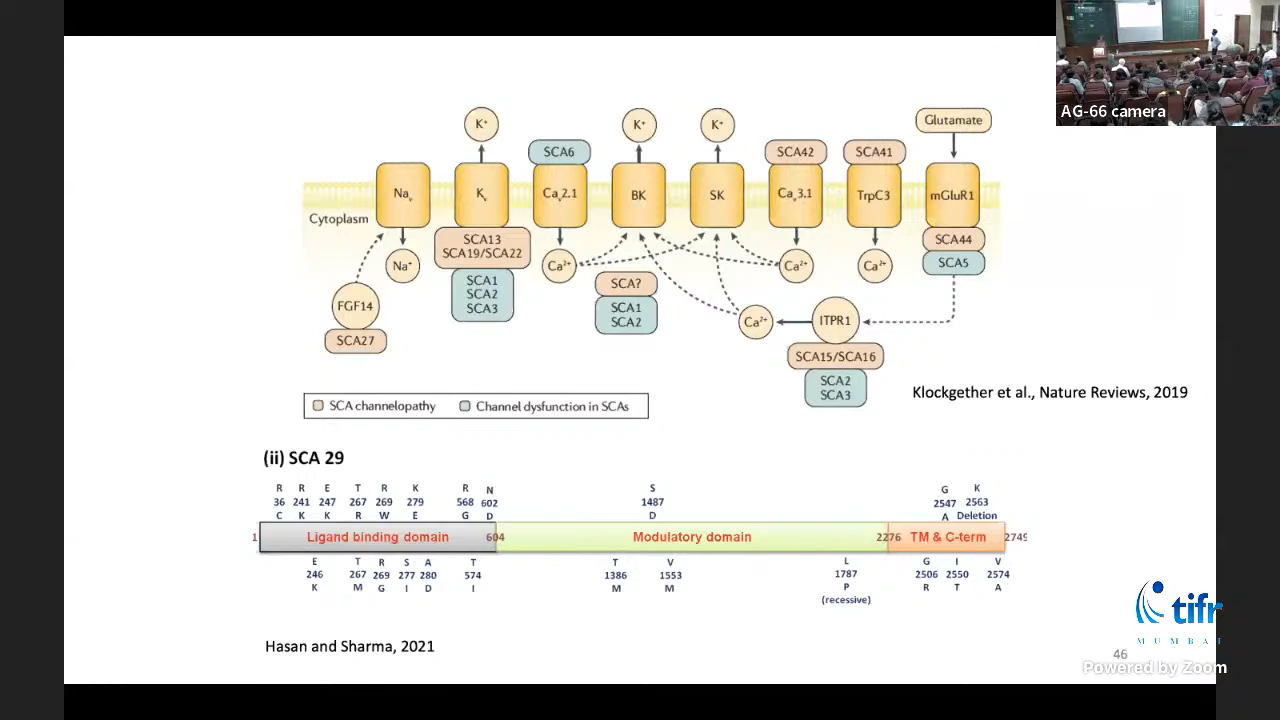 AG-66 camera
K⁺
K⁺
K⁺
Glutamate
SCA6
SCA42
SCA41
Naᵥ
Kᵥ
Caᵥ2.1
BK
SK
Caᵥ3.1
TrpC3
mGluR1
Cytoplasm
SCA13
SCA19/SCA22
SCA44
SCA5
Na⁺
Ca²⁺
Ca²⁺
Ca²⁺
SCA1
SCA2
SCA3
SCA?
SCA1
SCA2
FGF14
SCA27
Ca²⁺
ITPR1
SCA15/SCA16
SCA2
SCA3
Klockgether et al., Nature Reviews, 2019
SCA channelopathy
Channel dysfunction in SCAs
(ii) SCA 29
R R E T R K R N S G K
36 241 247 267 269 279 568 602 1487 2547 2563
C K K R W E G D D A Deletion
1 Ligand binding domain 604 Modulatory domain 2276 TM & C-term 2749
E T R S A T T V L G I V
246 267 269 277 280 574 1386 1553 1787 2506 2550 2574
K M G I D I M M P R T A
(recessive)
Hasan and Sharma, 2021
tifr
MUMBAI
46
Powered by Zoom